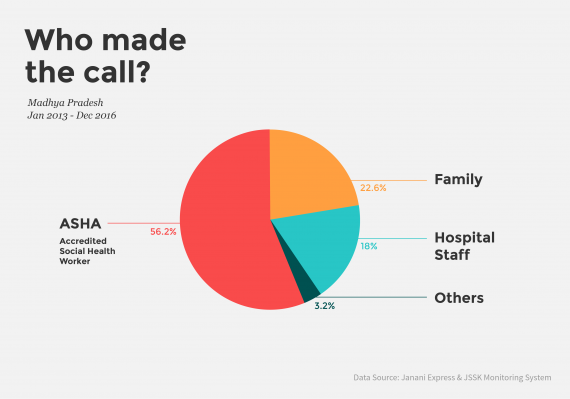 Who made
the call?
Madhya Pradesh
Jan 2013 - Dec 2016
Family
22.6%
ASHA
56.2%
Accredited
Social Health
Worker
Hospital
Staff
18%
Others
3.2%
Data Source: Janani Express & JSSK Monitoring System